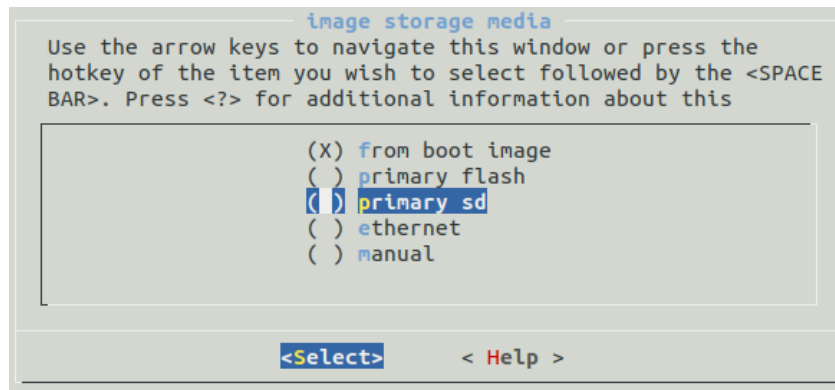 image storage media
Use the arrow keys to navigate this window or press the
hotkey of the item you wish to select followed by the <SPACE
BAR>. Press <?> for additional information about this
(X) from boot image
( ) primary flash
( ) primary sd
( ) ethernet
( ) manual
<Select> < Help >